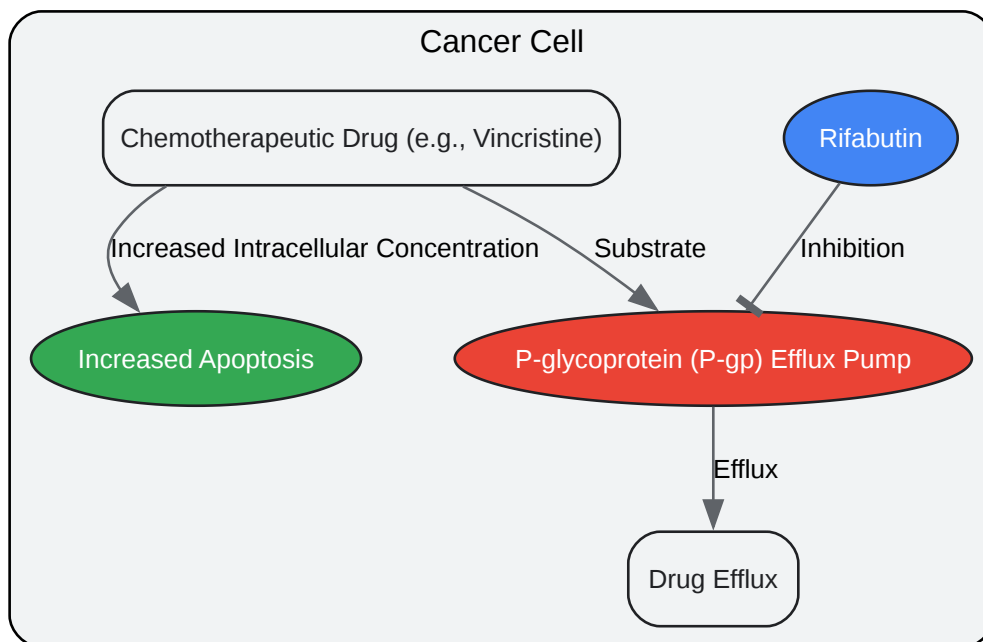 Cancer Cell
Chemotherapeutic Drug (e.g., Vincristine)
Rifabutin
Increased Intracellular Concentration
Substrate
Inhibition
Increased Apoptosis
P-glycoprotein (P-gp) Efflux Pump
Efflux
Drug Efflux